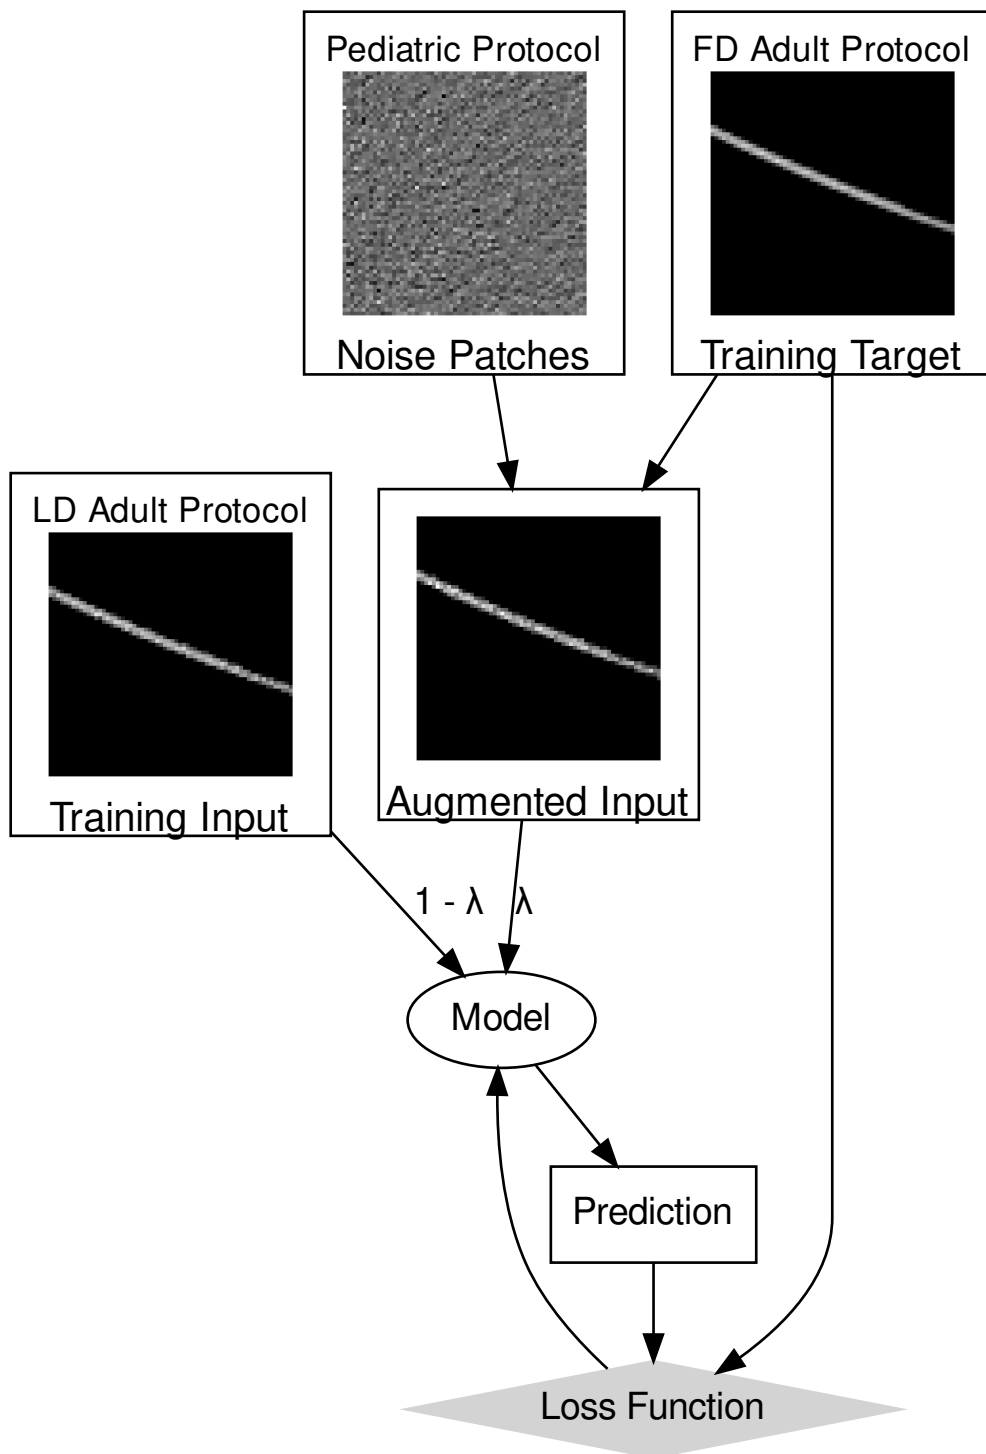 Pediatric Protocol
Noise Patches
FD Adult Protocol
Training Target
LD Adult Protocol
Training Input
Augmented Input
1 - λ
λ
Model
Prediction
Loss Function